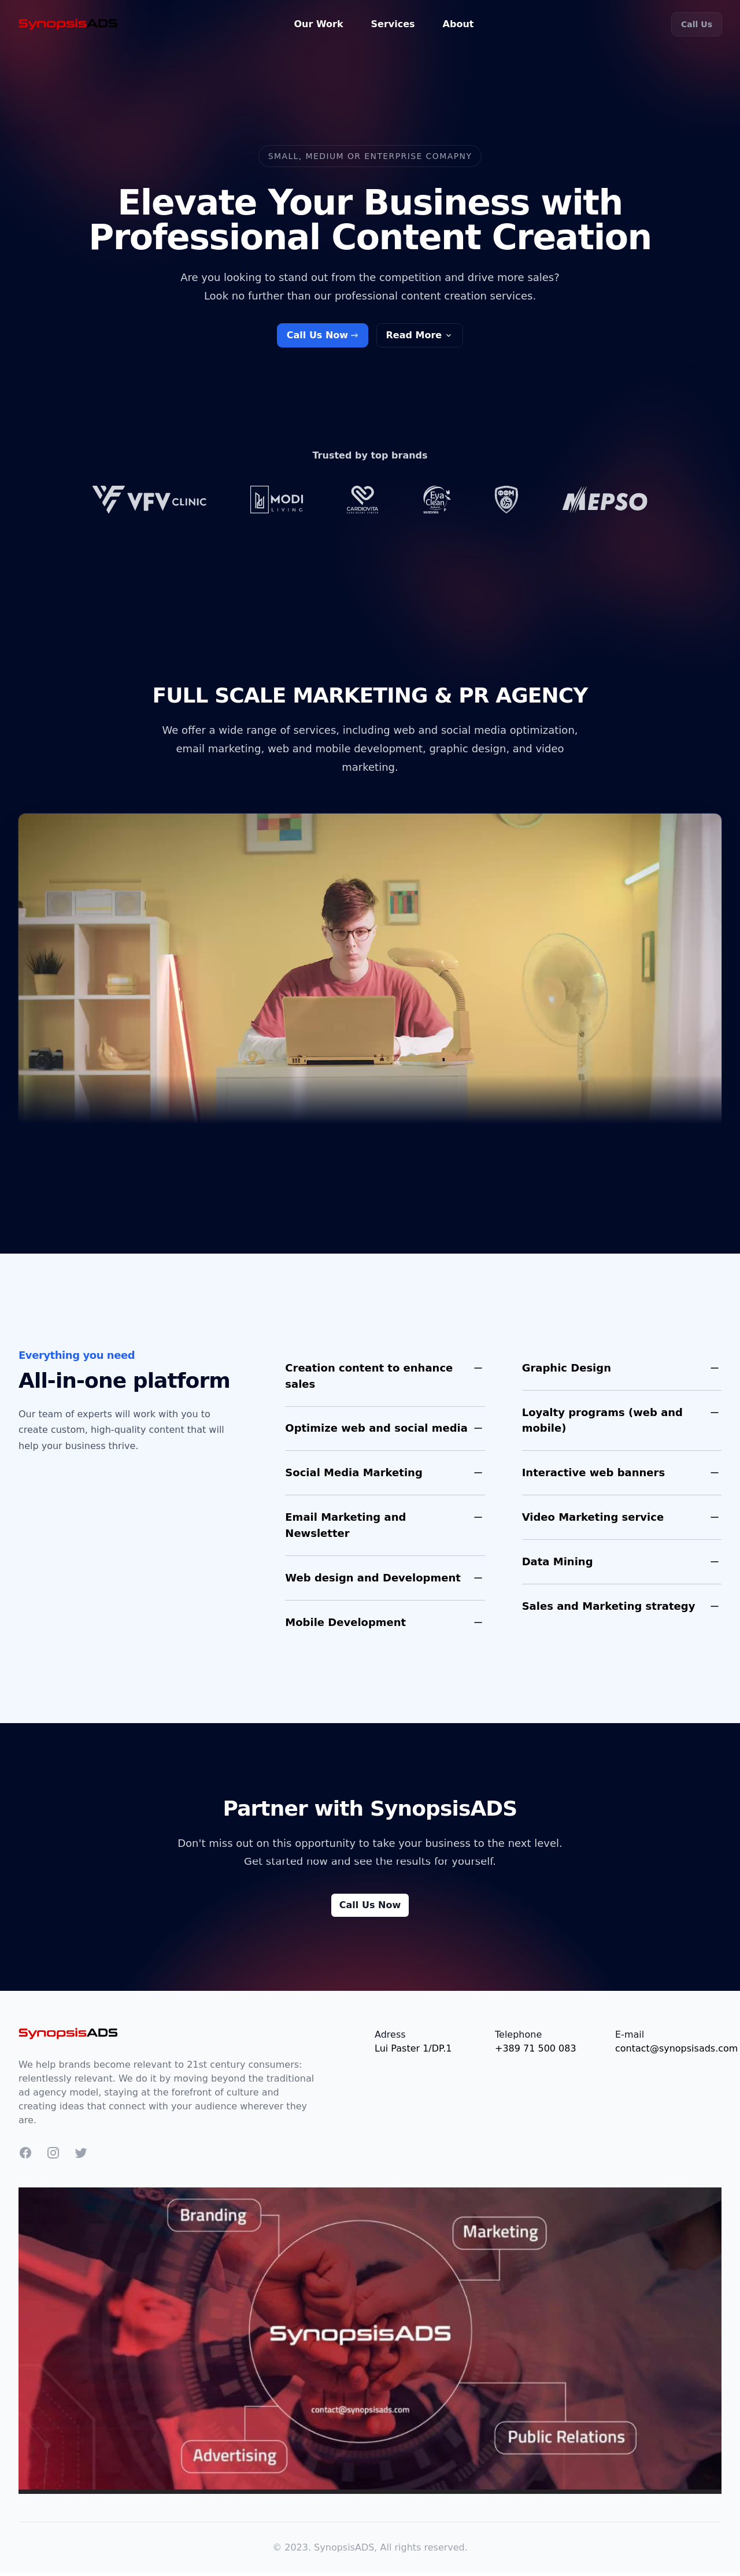 SynopsisADS
Our Work
Services
About
Call Us
SMALL, MEDIUM OR ENTERPRISE COMAPNY
Elevate Your Business with
Professional Content Creation
Are you looking to stand out from the competition and drive more sales?
Look no further than our professional content creation services.
Call Us Now →
Read More
Trusted by top brands
VFV CLINIC
MODI
LIVING
CARDIOVITA
Eya
Clean
MEPSO
FULL SCALE MARKETING & PR AGENCY
We offer a wide range of services, including web and social media optimization,
email marketing, web and mobile development, graphic design, and video
marketing.
Everything you need
All-in-one platform
Our team of experts will work with you to
create custom, high-quality content that will
help your business thrive.
Creation content to enhance
sales
Optimize web and social media
Social Media Marketing
Email Marketing and
Newsletter
Web design and Development
Mobile Development
Graphic Design
Loyalty programs (web and
mobile)
Interactive web banners
Video Marketing service
Data Mining
Sales and Marketing strategy
Partner with SynopsisADS
Don't miss out on this opportunity to take your business to the next level.
Get started now and see the results for yourself.
Call Us Now
SynopsisADS
We help brands become relevant to 21st century consumers:
relentlessly relevant. We do it by moving beyond the traditional
ad agency model, staying at the forefront of culture and
creating ideas that connect with your audience wherever they
are.
Adress
Lui Paster 1/DP.1
Telephone
+389 71 500 083
E-mail
contact@synopsisads.com
Branding
Marketing
SynopsisADS
contact@synopsisads.com
Advertising
Public Relations
© 2023. SynopsisADS, All rights reserved.